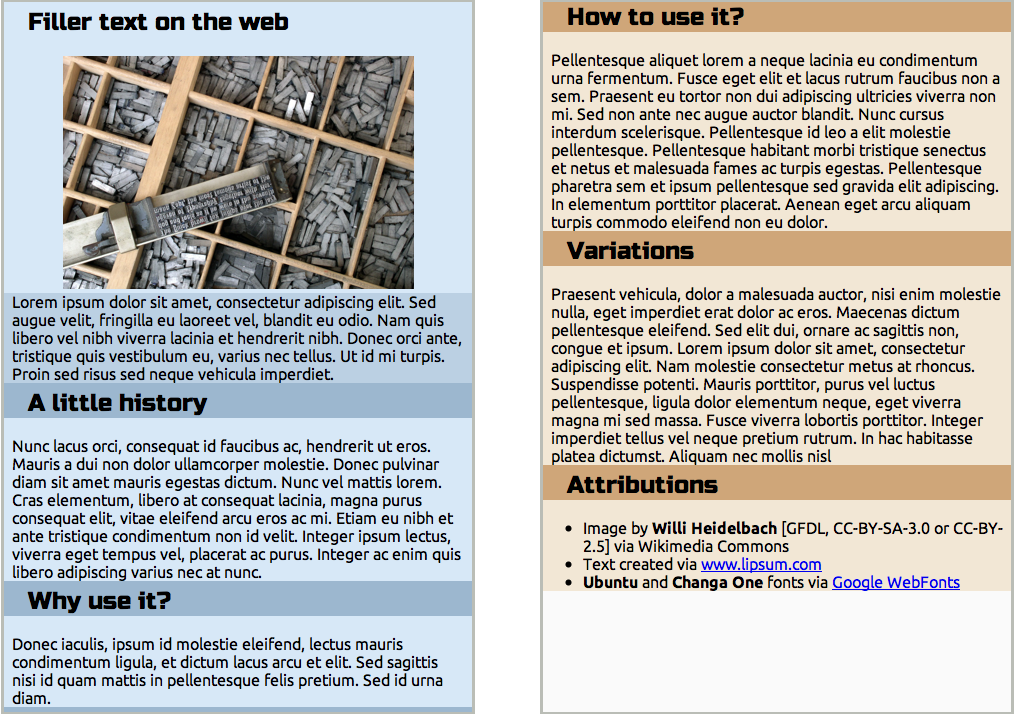 Filler text on the web
Lorem ipsum dolor sit amet, consectetur adipiscing elit. Sed
augue velit, fringilla eu laoreet vel, blandit eu odio. Nam quis
libero vel nibh viverra lacinia et hendrerit nibh. Donec orci ante,
tristique quis vestibulum eu, varius nec tellus. Ut id mi turpis.
Proin sed risus sed neque vehicula imperdiet.
A little history
Nunc lacus orci, consequat id faucibus ac, hendrerit ut eros.
Mauris a dui non dolor ullamcorper molestie. Donec pulvinar
diam sit amet mauris egestas dictum. Nunc vel mattis lorem.
Cras elementum, libero at consequat lacinia, magna purus
consequat elit, vitae eleifend arcu eros ac mi. Etiam eu nibh et
ante tristique condimentum non id velit. Integer ipsum lectus,
viverra eget tempus vel, placerat ac purus. Integer ac enim quis
libero adipiscing varius nec at nunc.
Why use it?
Donec iaculis, ipsum id molestie eleifend, lectus mauris
condimentum ligula, et dictum lacus arcu et elit. Sed sagittis
nisi id quam mattis in pellentesque felis pretium. Sed id urna
diam.
How to use it?
Pellentesque aliquet lorem a neque lacinia eu condimentum
urna fermentum. Fusce eget elit et lacus rutrum faucibus non a
sem. Praesent eu tortor non dui adipiscing ultricies viverra non
mi. Sed non ante nec augue auctor blandit. Nunc cursus
interdum scelerisque. Pellentesque id leo a elit molestie
pellentesque. Pellentesque habitant morbi tristique senectus
et netus et malesuada fames ac turpis egestas. Pellentesque
pharetra sem et ipsum pellentesque sed gravida elit adipiscing.
In elementum porttitor placerat. Aenean eget arcu aliquam
turpis commodo eleifend non eu dolor.
Variations
Praesent vehicula, dolor a malesuada auctor, nisi enim molestie
nulla, eget imperdiet erat dolor ac eros. Maecenas dictum
pellentesque eleifend. Sed elit dui, ornare ac sagittis non,
congue et ipsum. Lorem ipsum dolor sit amet, consectetur
adipiscing elit. Nam molestie consectetur metus at rhoncus.
Suspendisse potenti. Mauris porttitor, purus vel luctus
pellentesque, ligula dolor elementum neque, eget viverra
magna mi sed massa. Fusce viverra lobortis porttitor. Integer
imperdiet tellus vel neque pretium rutrum. In hac habitasse
platea dictumst. Aliquam nec mollis nisl
Attributions
• Image by Willi Heidelbach [GFDL, CC-BY-SA-3.0 or CC-BY-
2.5] via Wikimedia Commons
• Text created via www.lipsum.com
• Ubuntu and Changa One fonts via Google WebFonts